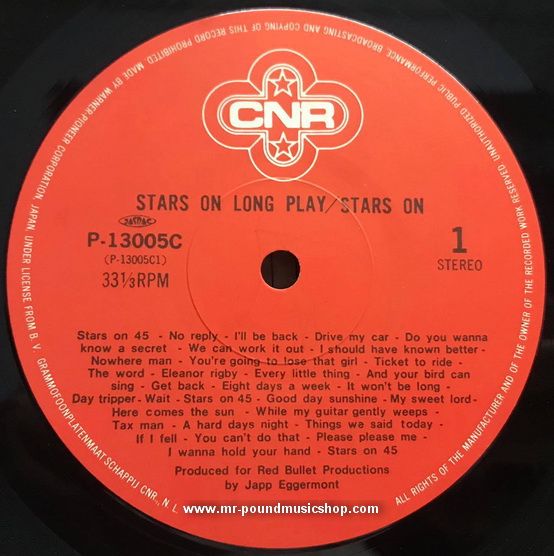 CNR
STARS ON LONG PLAY/STARS ON
JASRAC
P-13005C
(P-13005C1)
33⅓RPM
1
STEREO
Stars on 45 - No reply - I'll be back - Drive my car - Do you wanna
know a secret - We can work it out - I should have known better -
Nowhere man - You're going to lose that girl - Ticket to ride -
The word - Eleanor rigby - Every little thing - And your bird can
sing - Get back - Eight days a week - It won't be long -
Day tripper - Wait - Stars on 45 - Good day sunshine - My sweet lord -
Here comes the sun - While my guitar gently weeps -
Tax man - A hard days night - Things we said today -
If I fell - You can't do that - Please please me -
I wanna hold your hand - Stars on 45
Produced for Red Bullet Productions
by Japp Eggermont
ALL RIGHTS OF THE MANUFACTURER AND OF THE OWNER OF THE RECORDED WORK RESERVED UNAUTHORIZED PUBLIC PERFORMANCE, BROADCASTING AND COPYING OF THIS RECORD PROHIBITED. MADE BY WARNER-PIONEER CORPORATION, JAPAN. UNDER LICENSE FROM B. V GRAMMOFOONPLATENMAATSCHAPPIJ CNR., N L
www.mr-poundmusicshop.com